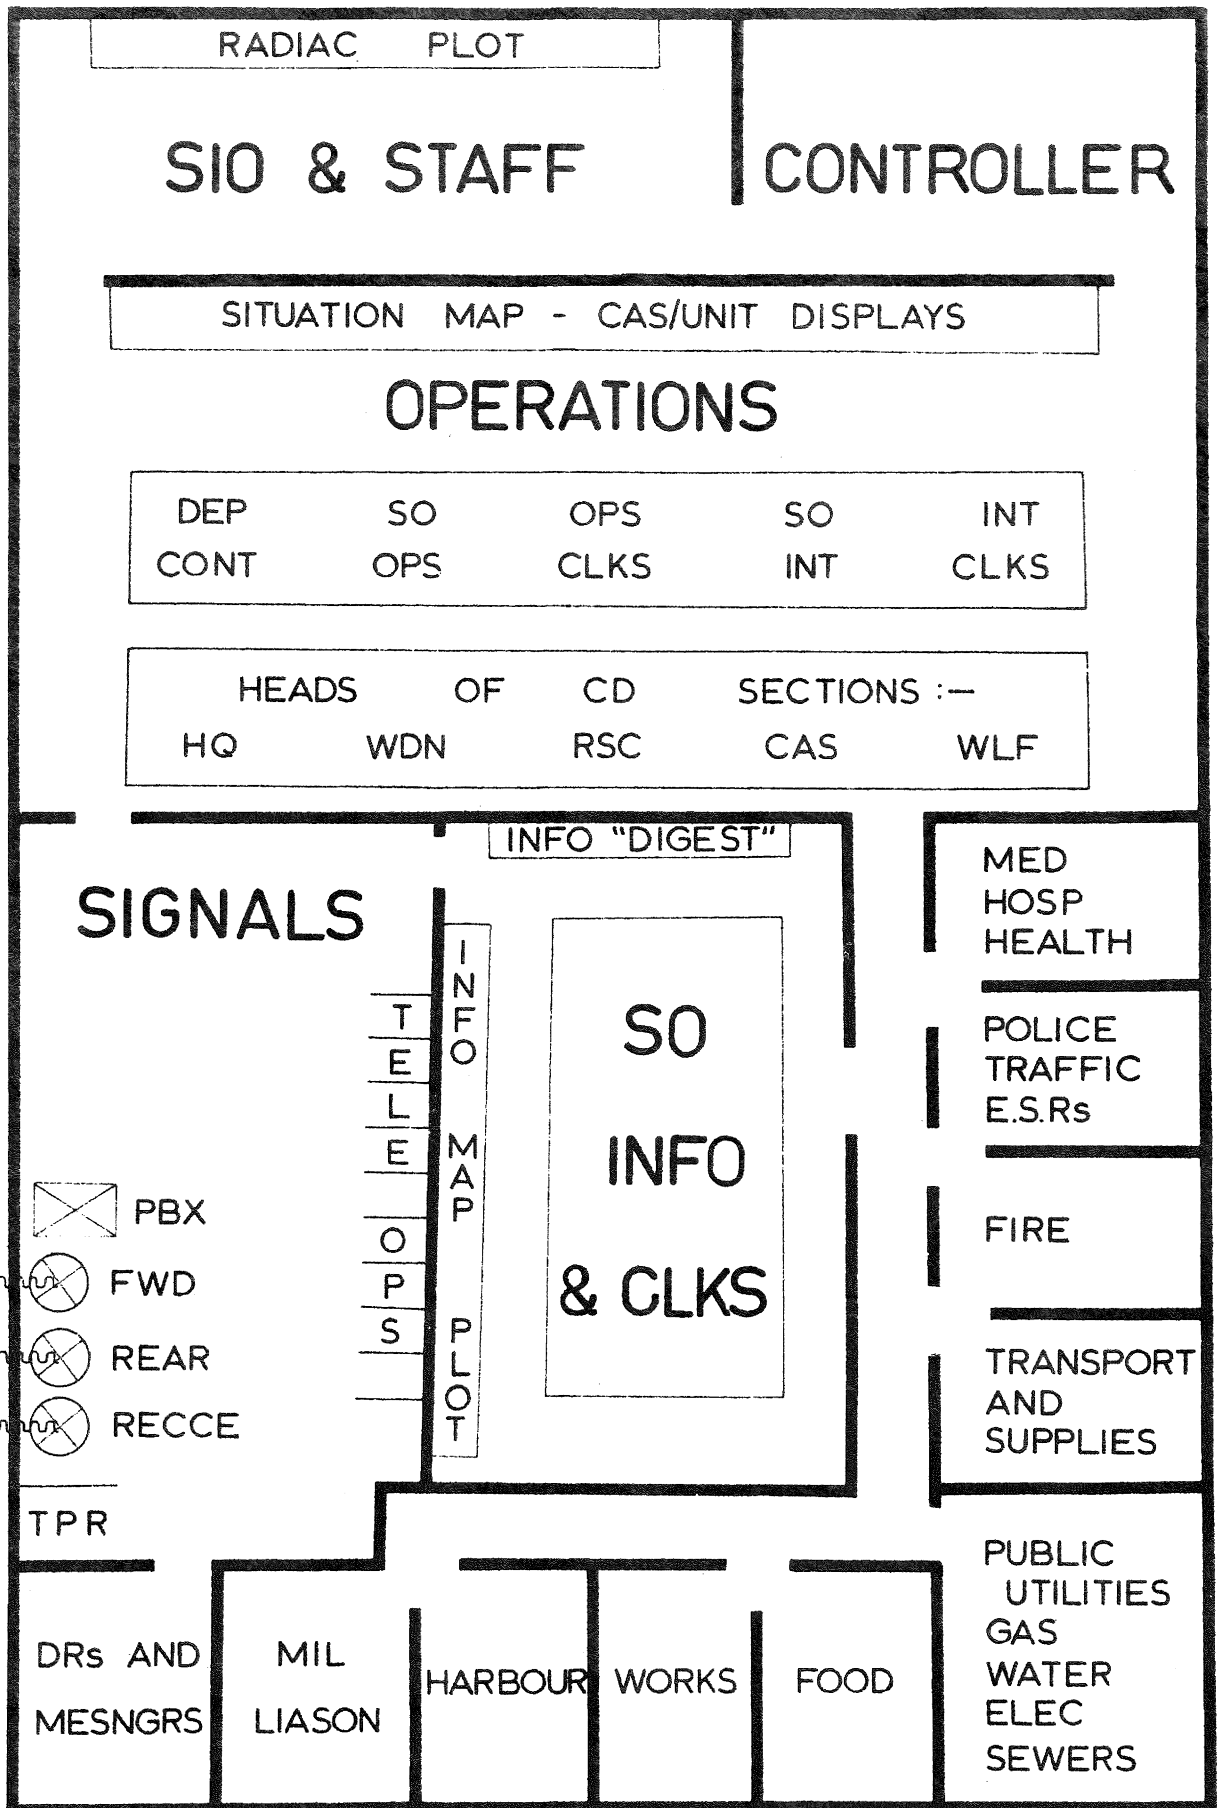 RADIAC PLOT
SIO & STAFF
CONTROLLER
SITUATION MAP - CAS/UNIT DISPLAYS
OPERATIONS
DEP SO OPS SO INT
CONT OPS CLKS INT CLKS
HEADS OF CD SECTIONS :—
HQ WDN RSC CAS WLF
INFO "DIGEST"
SIGNALS
TELE OPS
INFO MAP PLOT
SO
INFO
& CLKS
PBX
FWD
REAR
RECCE
TPR
MED
HOSP
HEALTH
POLICE
TRAFFIC
E.S.Rs
FIRE
TRANSPORT
AND
SUPPLIES
PUBLIC
UTILITIES
GAS
WATER
ELEC
SEWERS
DRs AND
MESNGRS
MIL
LIASON
HARBOUR
WORKS
FOOD